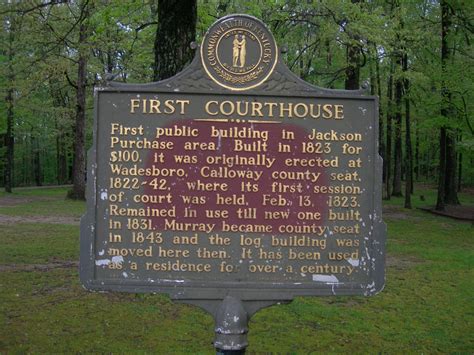 COMMONWEALTH OF KENTUCKY
FIRST COURTHOUSE
First public building in Jackson
Purchase area. Built in 1823 for
$100. It was originally erected at
Wadesboro, Calloway county seat,
1822-42, where its first session
of court was held, Feb. 13, 1823.
Remained in use till new one built
in 1831. Murray became county seat
in 1843 and the log building was
moved here then. It has been used
as a residence for over a century.